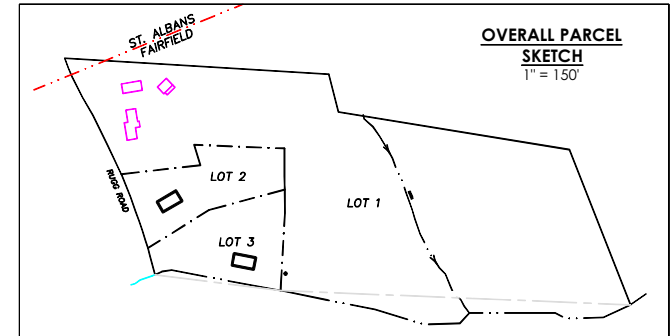 ST. ALBANS
FAIRFIELD
OVERALL PARCEL
SKETCH
1" = 150'
RUGG ROAD
LOT 2
LOT 1
LOT 3